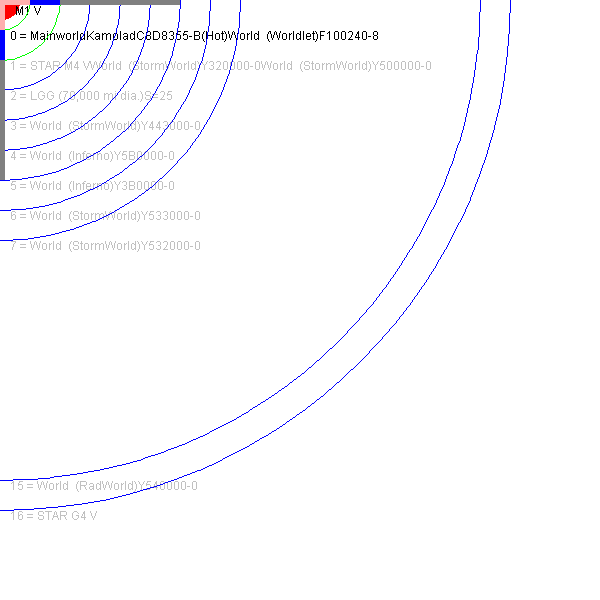 M1 V
0 = MainworldKampladC8D8355-B(Hot)World (Worldlet)F100240-8
1 = STAR M4 VWorld (StormWorld)Y320000-0World (StormWorld)Y500000-0
2 = LGG (70,000 mi dia.)S=25
3 = World (StormWorld)Y443000-0
4 = World (Inferno)Y5B0000-0
5 = World (Inferno)Y3B0000-0
6 = World (StormWorld)Y533000-0
7 = World (StormWorld)Y532000-0
15 = World (RadWorld)Y540000-0
16 = STAR G4 V